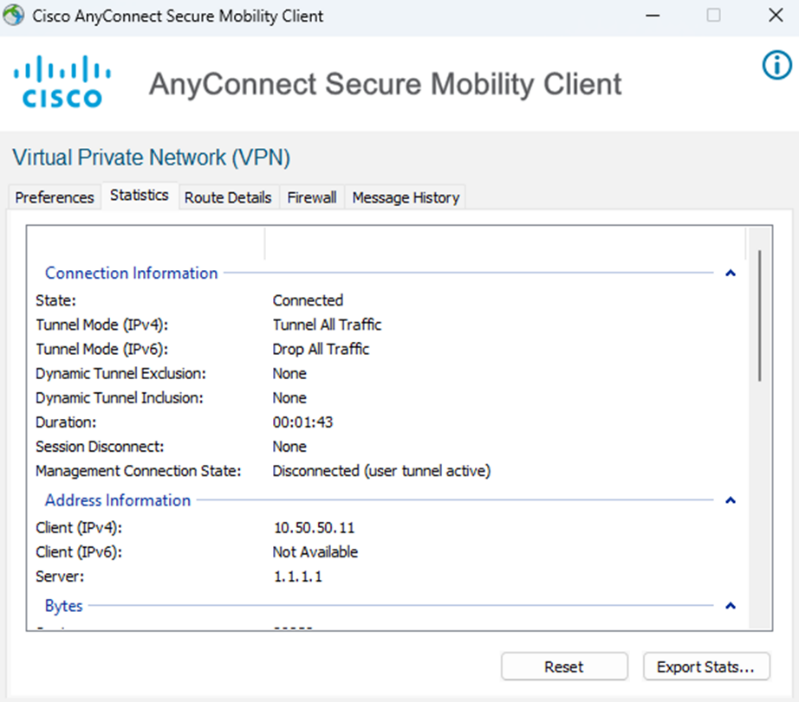 Cisco AnyConnect Secure Mobility Client
CISCO
AnyConnect Secure Mobility Client
Virtual Private Network (VPN)
Preferences Statistics Route Details Firewall Message History
Connection Information
State: Connected
Tunnel Mode (IPv4): Tunnel All Traffic
Tunnel Mode (IPv6): Drop All Traffic
Dynamic Tunnel Exclusion: None
Dynamic Tunnel Inclusion: None
Duration: 00:01:43
Session Disconnect: None
Management Connection State: Disconnected (user tunnel active)
Address Information
Client (IPv4): 10.50.50.11
Client (IPv6): Not Available
Server: 1.1.1.1
Bytes
Reset Export Stats...